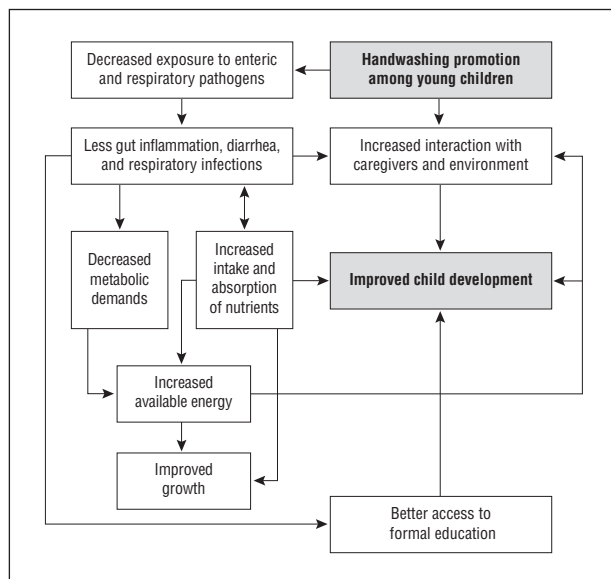 Decreased exposure to enteric
and respiratory pathogens
Handwashing promotion
among young children
Less gut inflammation, diarrhea,
and respiratory infections
Increased interaction with
caregivers and environment
Decreased
metabolic
demands
Increased
intake and
absorption
of nutrients
Improved child development
Increased
available energy
Improved
growth
Better access to
formal education